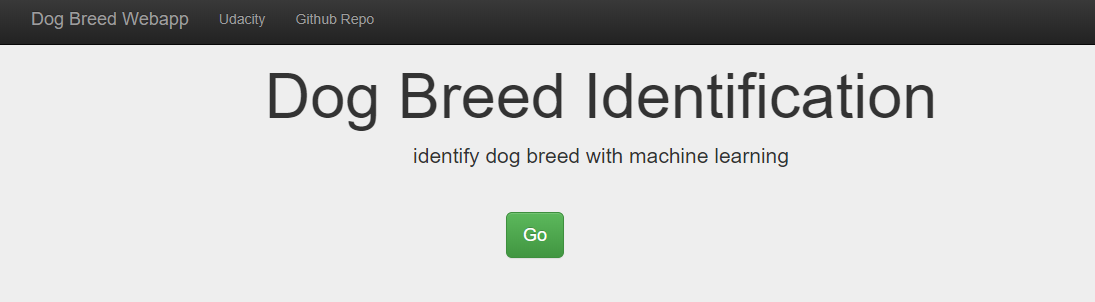 Dog Breed Webapp Udacity Github Repo
Dog Breed Identification
identify dog breed with machine learning
Go